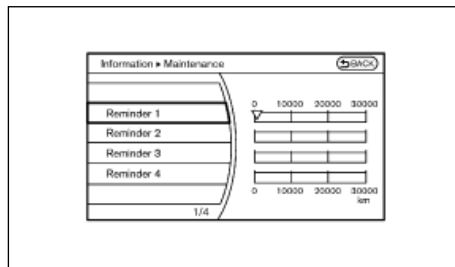 Information ▸ Maintenance BACK
0 10000 20000 30000
Reminder 1
Reminder 2
Reminder 3
Reminder 4
0 10000 20000 30000
km
1/4